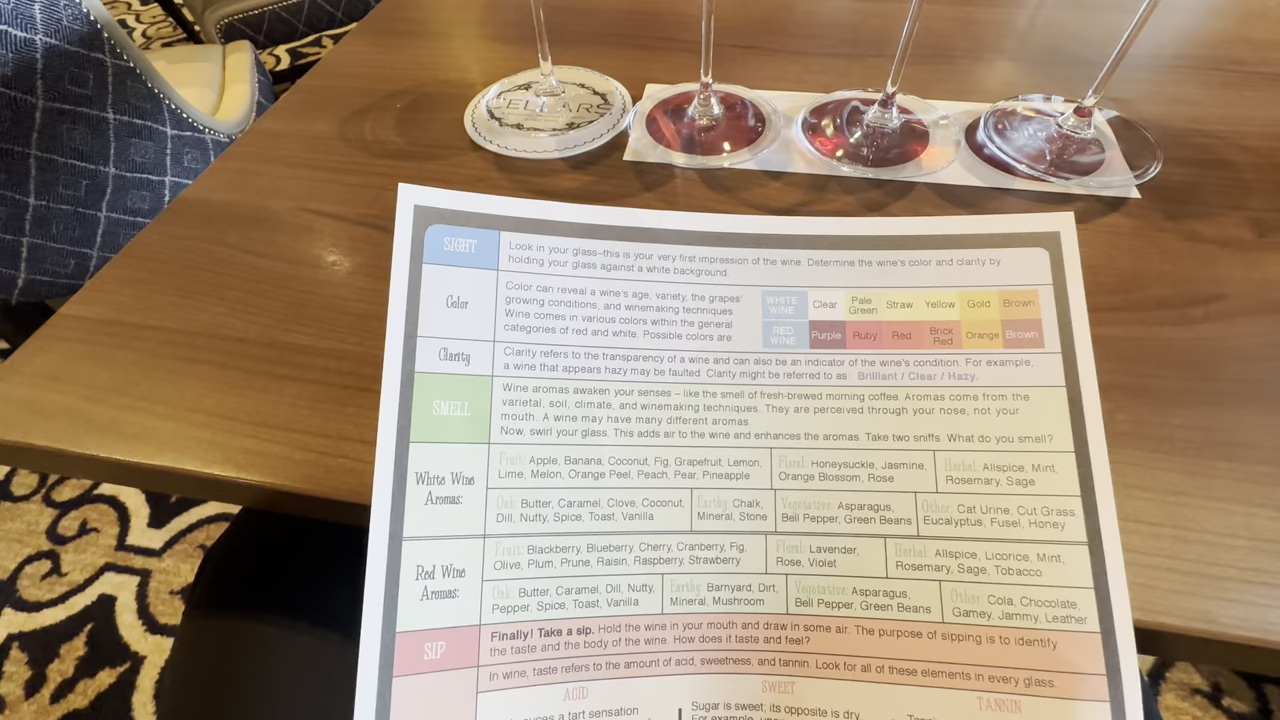 CELLARS
SIGHT
Look in your glass–this is your very first impression of the wine. Determine the wine's color and clarity by
holding your glass against a white background.
Color
Color can reveal a wine's age, variety, the grapes'
growing conditions, and winemaking techniques.
Wine comes in various colors within the general
categories of red and white. Possible colors are
WHITE
WINE
Clear
Pale
Green
Straw
Yellow
Gold
Brown
RED
WINE
Purple
Ruby
Red
Brick
Red
Orange
Brown
Clarity
Clarity refers to the transparency of a wine and can also be an indicator of the wine's condition. For example,
a wine that appears hazy may be faulted Clarity might be referred to as: Brilliant / Clear / Hazy.
SMELL
Wine aromas awaken your senses – like the smell of fresh-brewed morning coffee. Aromas come from the
varietal, soil, climate, and winemaking techniques. They are perceived through your nose, not your
mouth. A wine may have many different aromas.
Now, swirl your glass. This adds air to the wine and enhances the aromas. Take two sniffs. What do you smell?
White Wine
Aromas:
Fruit: Apple, Banana, Coconut, Fig, Grapefruit, Lemon,
Lime, Melon, Orange Peel, Peach, Pear, Pineapple
Floral: Honeysuckle, Jasmine,
Orange Blossom, Rose
Herbal: Allspice, Mint,
Rosemary, Sage
Oak: Butter, Caramel, Clove, Coconut,
Dill, Nutty, Spice, Toast, Vanilla
Earthy: Chalk,
Mineral, Stone
Vegetative: Asparagus,
Bell Pepper, Green Beans
Other: Cat Urine, Cut Grass,
Eucalyptus, Fusel, Honey
Red Wine
Aromas:
Fruit: Blackberry, Blueberry, Cherry, Cranberry, Fig,
Olive, Plum, Prune, Raisin, Raspberry, Strawberry
Floral: Lavender,
Rose, Violet
Herbal: Allspice, Licorice, Mint,
Rosemary, Sage, Tobacco
Oak: Butter, Caramel, Dill, Nutty,
Pepper, Spice, Toast, Vanilla
Earthy: Barnyard, Dirt,
Mineral, Mushroom
Vegetative: Asparagus,
Bell Pepper, Green Beans
Other: Cola, Chocolate,
Gamey, Jammy, Leather
SIP
Finally! Take a sip. Hold the wine in your mouth and draw in some air. The purpose of sipping is to identify
the taste and the body of the wine. How does it taste and feel?
In wine, taste refers to the amount of acid, sweetness, and tannin. Look for all of these elements in every glass.
ACID
SWEET
TANNIN
a tart sensation
Sugar is sweet; its opposite is dry.
For example,